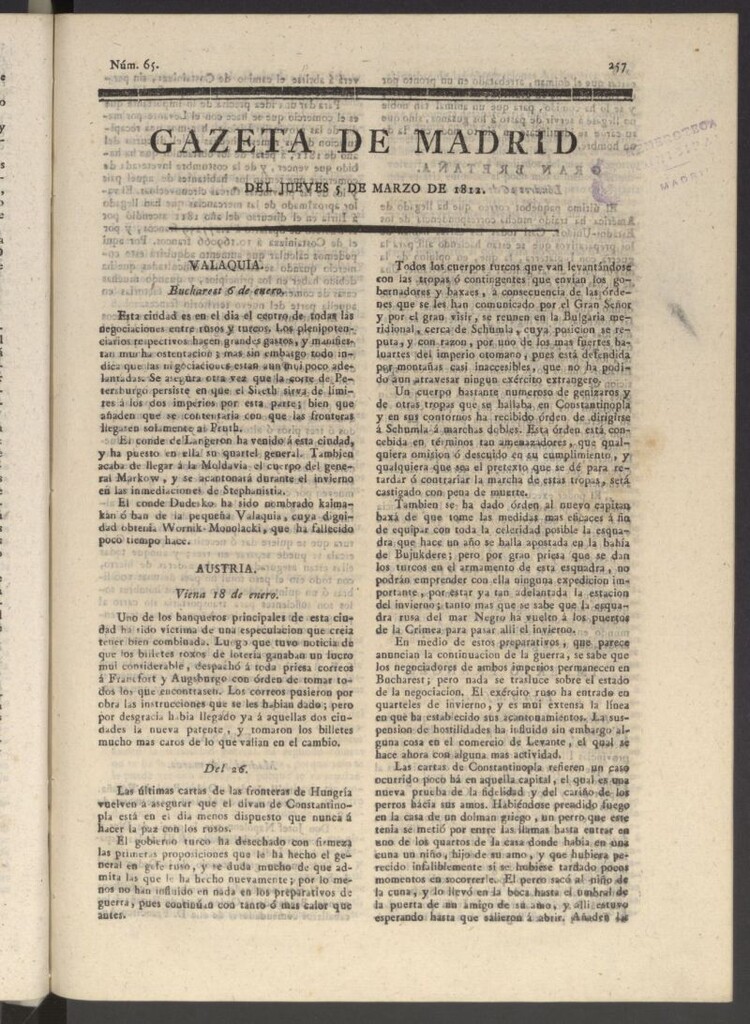 Núm. 65.
257
GAZETA DE MADRID
DEL JUEVES 5 DE MARZO DE 1812.
VALAQUIA.
Bucharest 6 de enero.
Esta ciudad es en el dia el centro de todas las
negociaciones entre rusos y turcos. Los plenipoten-
ciarios respectivos hacen grandes gastos, y manifies-
tan mucha ostentacion; mas sin embargo todo in-
dica que las negociaciones estan aun mui poco ade-
lantadas. Se asegura otra vez que la corte de Pe-
tersburgo persiste en que el Sireth sirva de lími-
tes á los dos imperios por esta parte; bien que
añaden que se contentaria con que las fronteras
llegasen solamente al Pruth.
El conde de Langeron ha venido á esta ciudad,
y ha puesto en ella su quartel general. Tambien
acaba de llegar á la Moldavia el cuerpo del gene-
ral Markow, y se acantonará durante el invierno
en las inmediaciones de Stephanistia.
El conde Dudesko ha sido nombrado kalma-
kan ó ban de la pequeña Valaquia, cuya digni-
dad obtenia Wornik-Monolacki, que ha fallecido
poco tiempo hace.
AUSTRIA.
Viena 18 de enero.
Uno de los banqueros principales de esta ciu-
dad ha sido víctima de una especulacion que creia
tener bien combinada. Luego que tuvo noticia de
que los billetes roxos de lotería ganaban un lucro
mui considerable, despachó á toda priesa correos
á Francfort y Augsburgo con órden de tomar to-
dos los que encontrasen. Los correos pusieron por
obra las instrucciones que se les habian dado; pero
por desgracia habia llegado ya á aquellas dos ciu-
dades la nueva patente, y tomaron los billetes
mucho mas caros de lo que valian en el cambio.
Del 26.
Las últimas cartas de las fronteras de Hungría
vuelven á asegurar que el divan de Constantino-
pla está en el dia menos dispuesto que nunca á
hacer la paz con los rusos.
El gobierno turco ha desechado con firmeza
las primeras proposiciones que le ha hecho el ge-
neral en gefe ruso, y se duda mucho de que ad-
mita las que le ha hecho nuevamente; por lo me-
nos no han influido en nada en los preparativos de
guerra, pues continúan con tanto ó mas calor que
antes.
Todos los cuerpos turcos que van levantándose
con las tropas ó contingentes que envian los go-
bernadores y baxaes, a consecuencia de las órde-
nes que se les han comunicado por el Gran Señor
y por el gran visir, se reunen en la Bulgaria me-
ridional, cerca de Schumla, cuya posicion se re-
puta, y con razon, por uno de los mas fuertes ba-
luartes del imperio otomano, pues está defendida
por montañas casi inaccesibles, que no ha podi-
do aun atravesar ningun exército extrangero.
Un cuerpo bastante numeroso de genízaros y
de otras tropas que se hallaba en Constantinopla
y en sus contornos ha recibido órden de dirigirse
á Schumla á marchas dobles. Esta órden está con-
cebida en términos tan amenazadores, que qual-
quiera omision ó descuido en su cumplimiento, y
qualquiera que sea el pretexto que se dé para re-
tardar ó contrariar la marcha de estas tropas, será
castigado con pena de muerte.
Tambien se ha dado órden al nuevo capitan
baxá de que tome las medidas mas eficaces á fin
de equipar con toda la celeridad posible la esqua-
dra que hace un año se halla apostada en la bahía
de Bujukdere; pero por gran priesa que se dan
los turcos en el armamento de esta esquadra, no
podrán emprender con ella ninguna expedicion im-
portante, por estar ya tan adelantada la estacion
del invierno; tanto mas que se sabe que la esqua-
dra rusa del mar Negro ha vuelto á los puertos
de la Crimea para pasar allí el invierno.
En medio de estos preparativos, que parece
anuncian la continuacion de la guerra, se sabe que
los negociadores de ambos imperios permanecen en
Bucharest; pero nada se trasluce sobre el estado
de la negociacion. El exército ruso ha entrado en
quarteles de invierno, y es mui extensa la línea
en que ha establecido sus acantonamientos. La sus-
pension de hostilidades ha influido sin embargo al-
guna cosa en el comercio de Levante, el qual se
hace ahora con alguna mas actividad.
Las cartas de Constantinopla refieren un caso
ocurrido poco há en aquella capital, el qual es una
nueva prueba de la fidelidad y del cariño de los
perros hácia sus amos. Habiéndose prendido fuego
en la casa de un dolman griego, un perro que este
tenia se metió por entre las llamas hasta entrar en
uno de los quartos de la casa donde habia en una
cuna un niño, hijo de su amo, y que hubiera pe-
recido infaliblemente si se hubiese tardado pocos
momentos en socorrerle. El perro sacó al niño de
la cuna, y lo llevó en la boca hasta el umbral de
la puerta de un amigo de su amo, y allí estuvo
esperando hasta que salieron á abrir. Añaden las